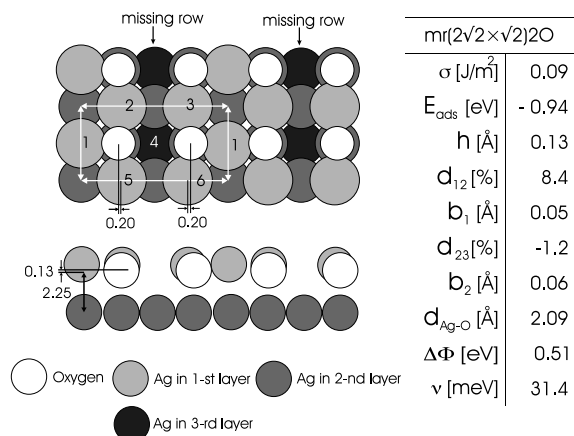 missing row missing row
2 3
1 4 1
5 6
0.20 0.20
0.13
2.25
Oxygen Ag in 1-st layer Ag in 2-nd layer
Ag in 3-rd layer
mr(2√2×√2)2O
σ [J/m²] 0.09
E_ads [eV] - 0.94
h [Å] 0.13
d_12 [%] 8.4
b_1 [Å] 0.05
d_23 [%] -1.2
b_2 [Å] 0.06
d_Ag-O [Å] 2.09
ΔΦ [eV] 0.51
ν [meV] 31.4